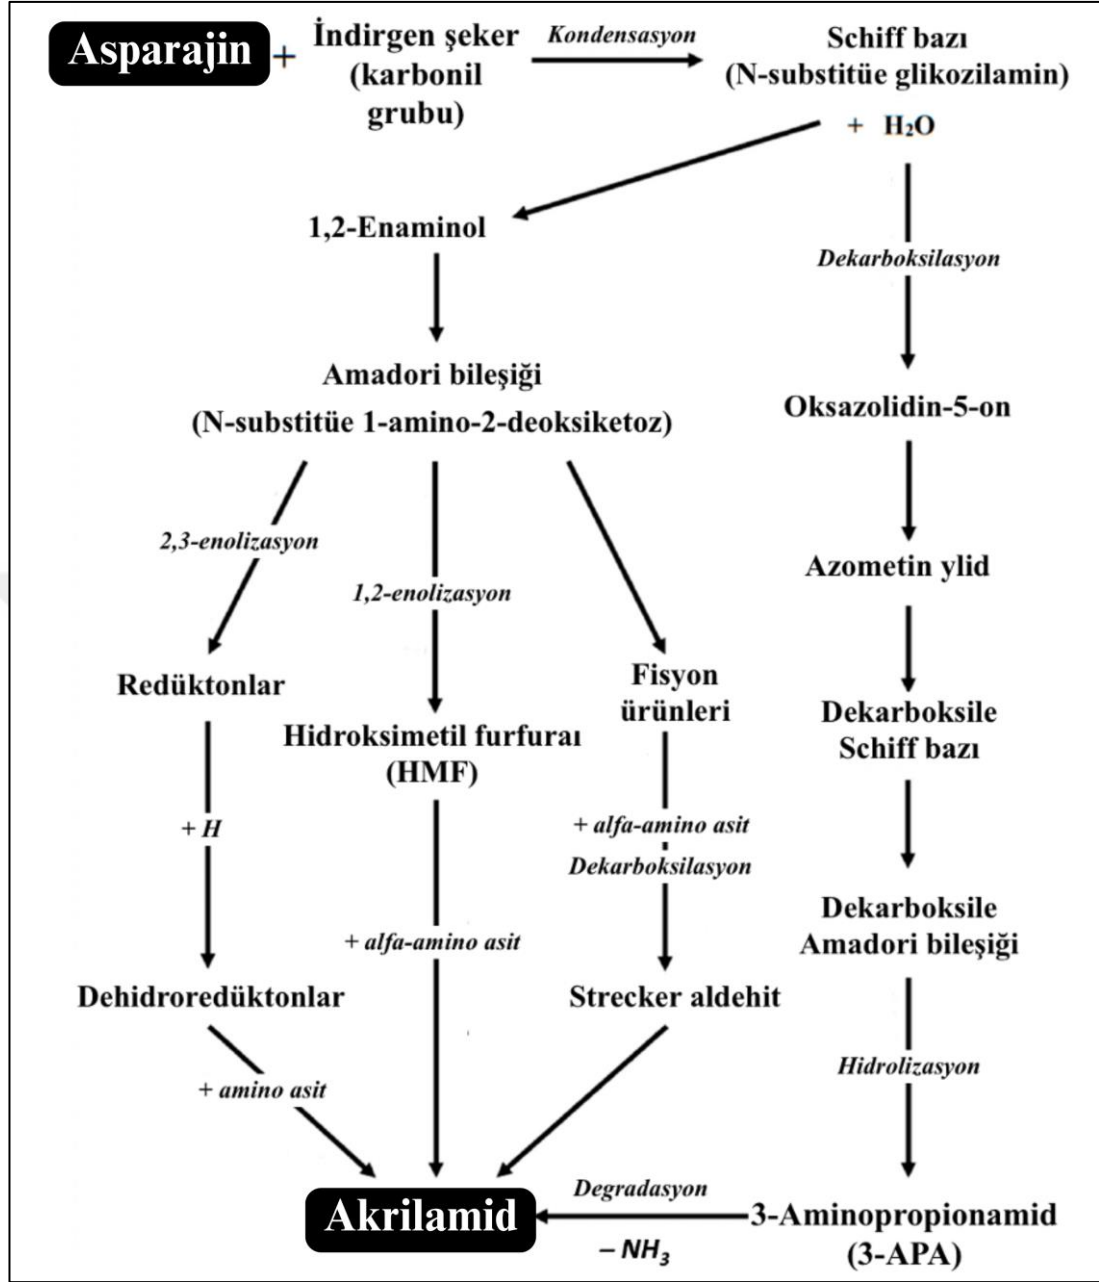 Asparajin + İndirgen şeker
(karbonil
grubu)
Kondensasyon
Schiff bazı
(N-substitüe glikozilamin)
+ H₂O
1,2-Enaminol
Dekarboksilasyon
Amadori bileşiği
(N-substitüe 1-amino-2-deoksiketoz)
Oksazolidin-5-on
2,3-enolizasyon
1,2-enolizasyon
Azometin ylid
Redüktonlar
Hidroksimetil furfuraı
(HMF)
Fisyon
ürünleri
Dekarboksile
Schiff bazı
+ H
+ alfa-amino asit
+ alfa-amino asit
Dekarboksilasyon
Dekarboksile
Amadori bileşiği
Dehidroredüktonlar
Strecker aldehit
Hidrolizasyon
+ amino asit
Akrilamid
Degradasyon
– NH₃
3-Aminopropionamid
(3-APA)